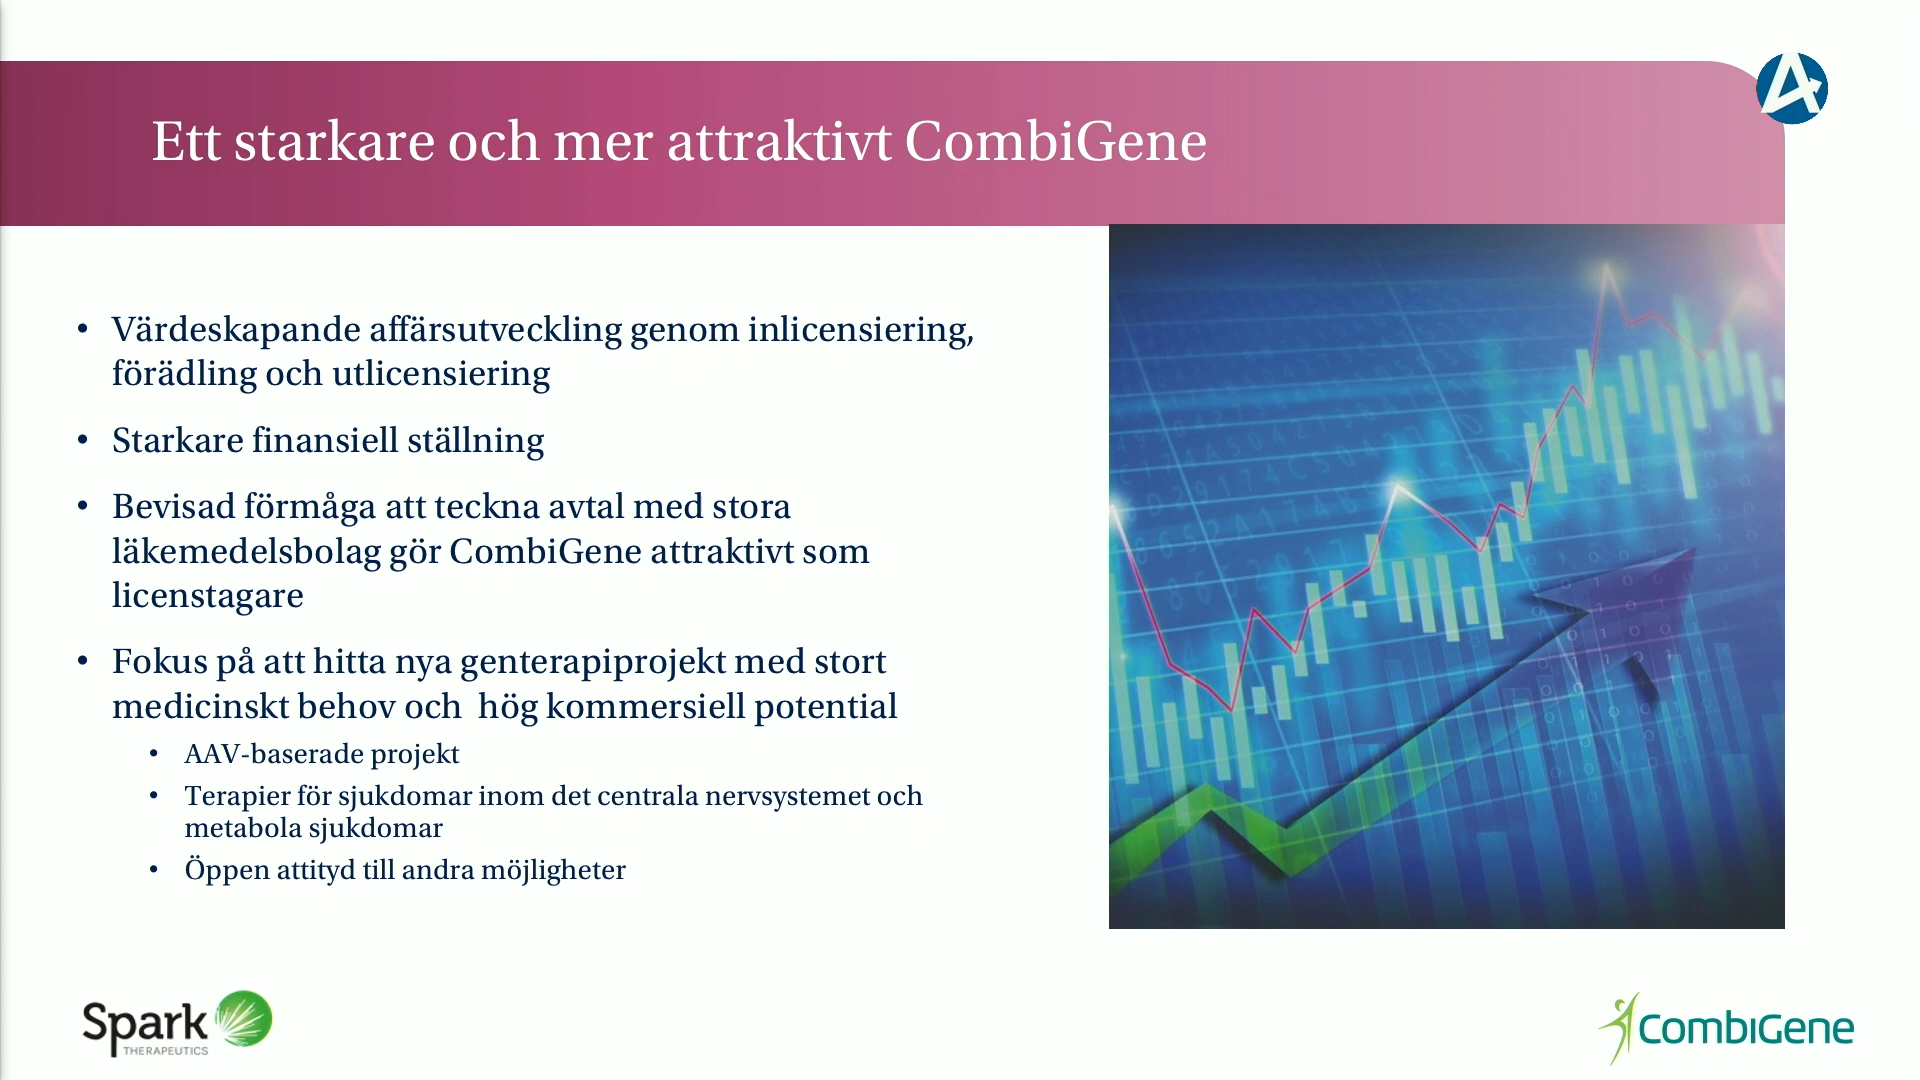 Ett starkare och mer attraktivt CombiGene
• Värdeskapande affärsutveckling genom inlicensiering,
förädling och utlicensiering
• Starkare finansiell ställning
• Bevisad förmåga att teckna avtal med stora
läkemedelsbolag gör CombiGene attraktivt som
licenstagare
• Fokus på att hitta nya genterapiprojekt med stort
medicinskt behov och  hög kommersiell potential
• AAV-baserade projekt
• Terapier för sjukdomar inom det centrala nervsystemet och
metabola sjukdomar
• Öppen attityd till andra möjligheter
Spark
THERAPEUTICS
CombiGene